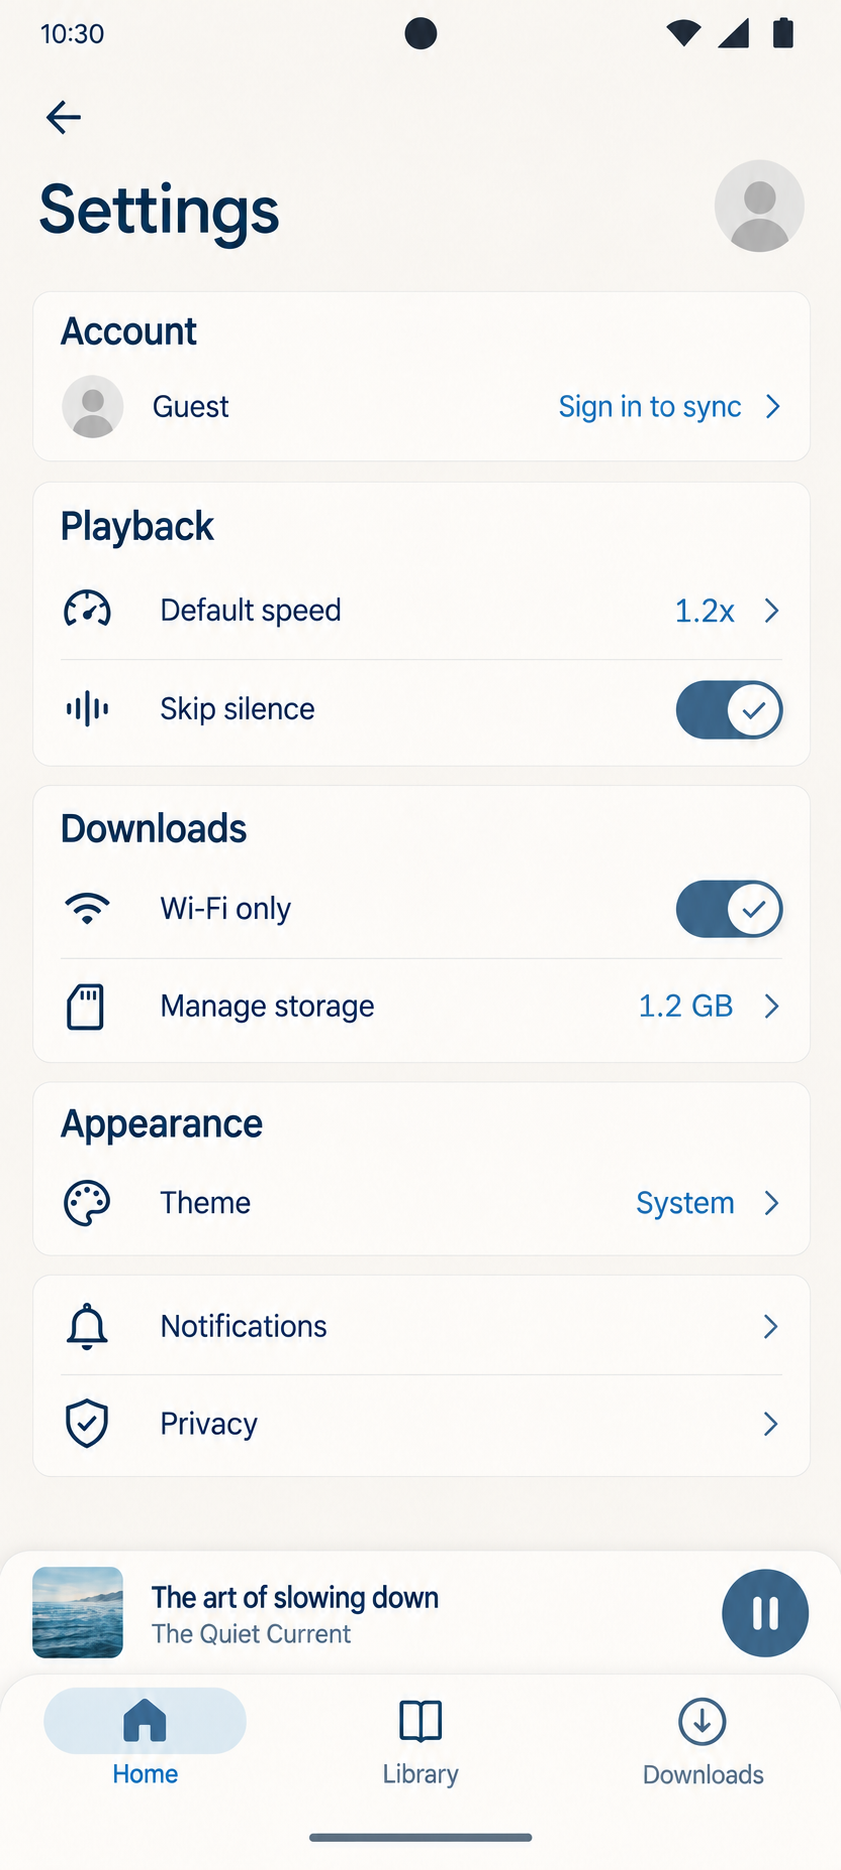 10:30
Settings
Account
Guest
Sign in to sync
Playback
Default speed
1.2x
Skip silence
Downloads
Wi-Fi only
Manage storage
1.2 GB
Appearance
Theme
System
Notifications
Privacy
The art of slowing down
The Quiet Current
Home
Library
Downloads